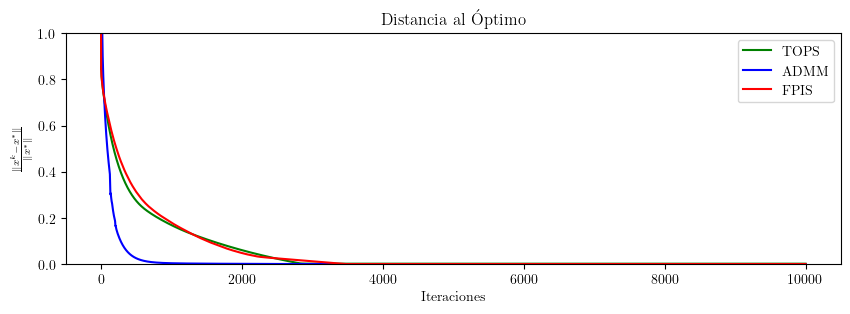 Distancia al Óptimo
1.0
0.8
0.6
0.4
0.2
0.0
‖x^k − x*‖
‖x*‖
TOPS
ADMM
FPIS
0 2000 4000 6000 8000 10000
Iteraciones